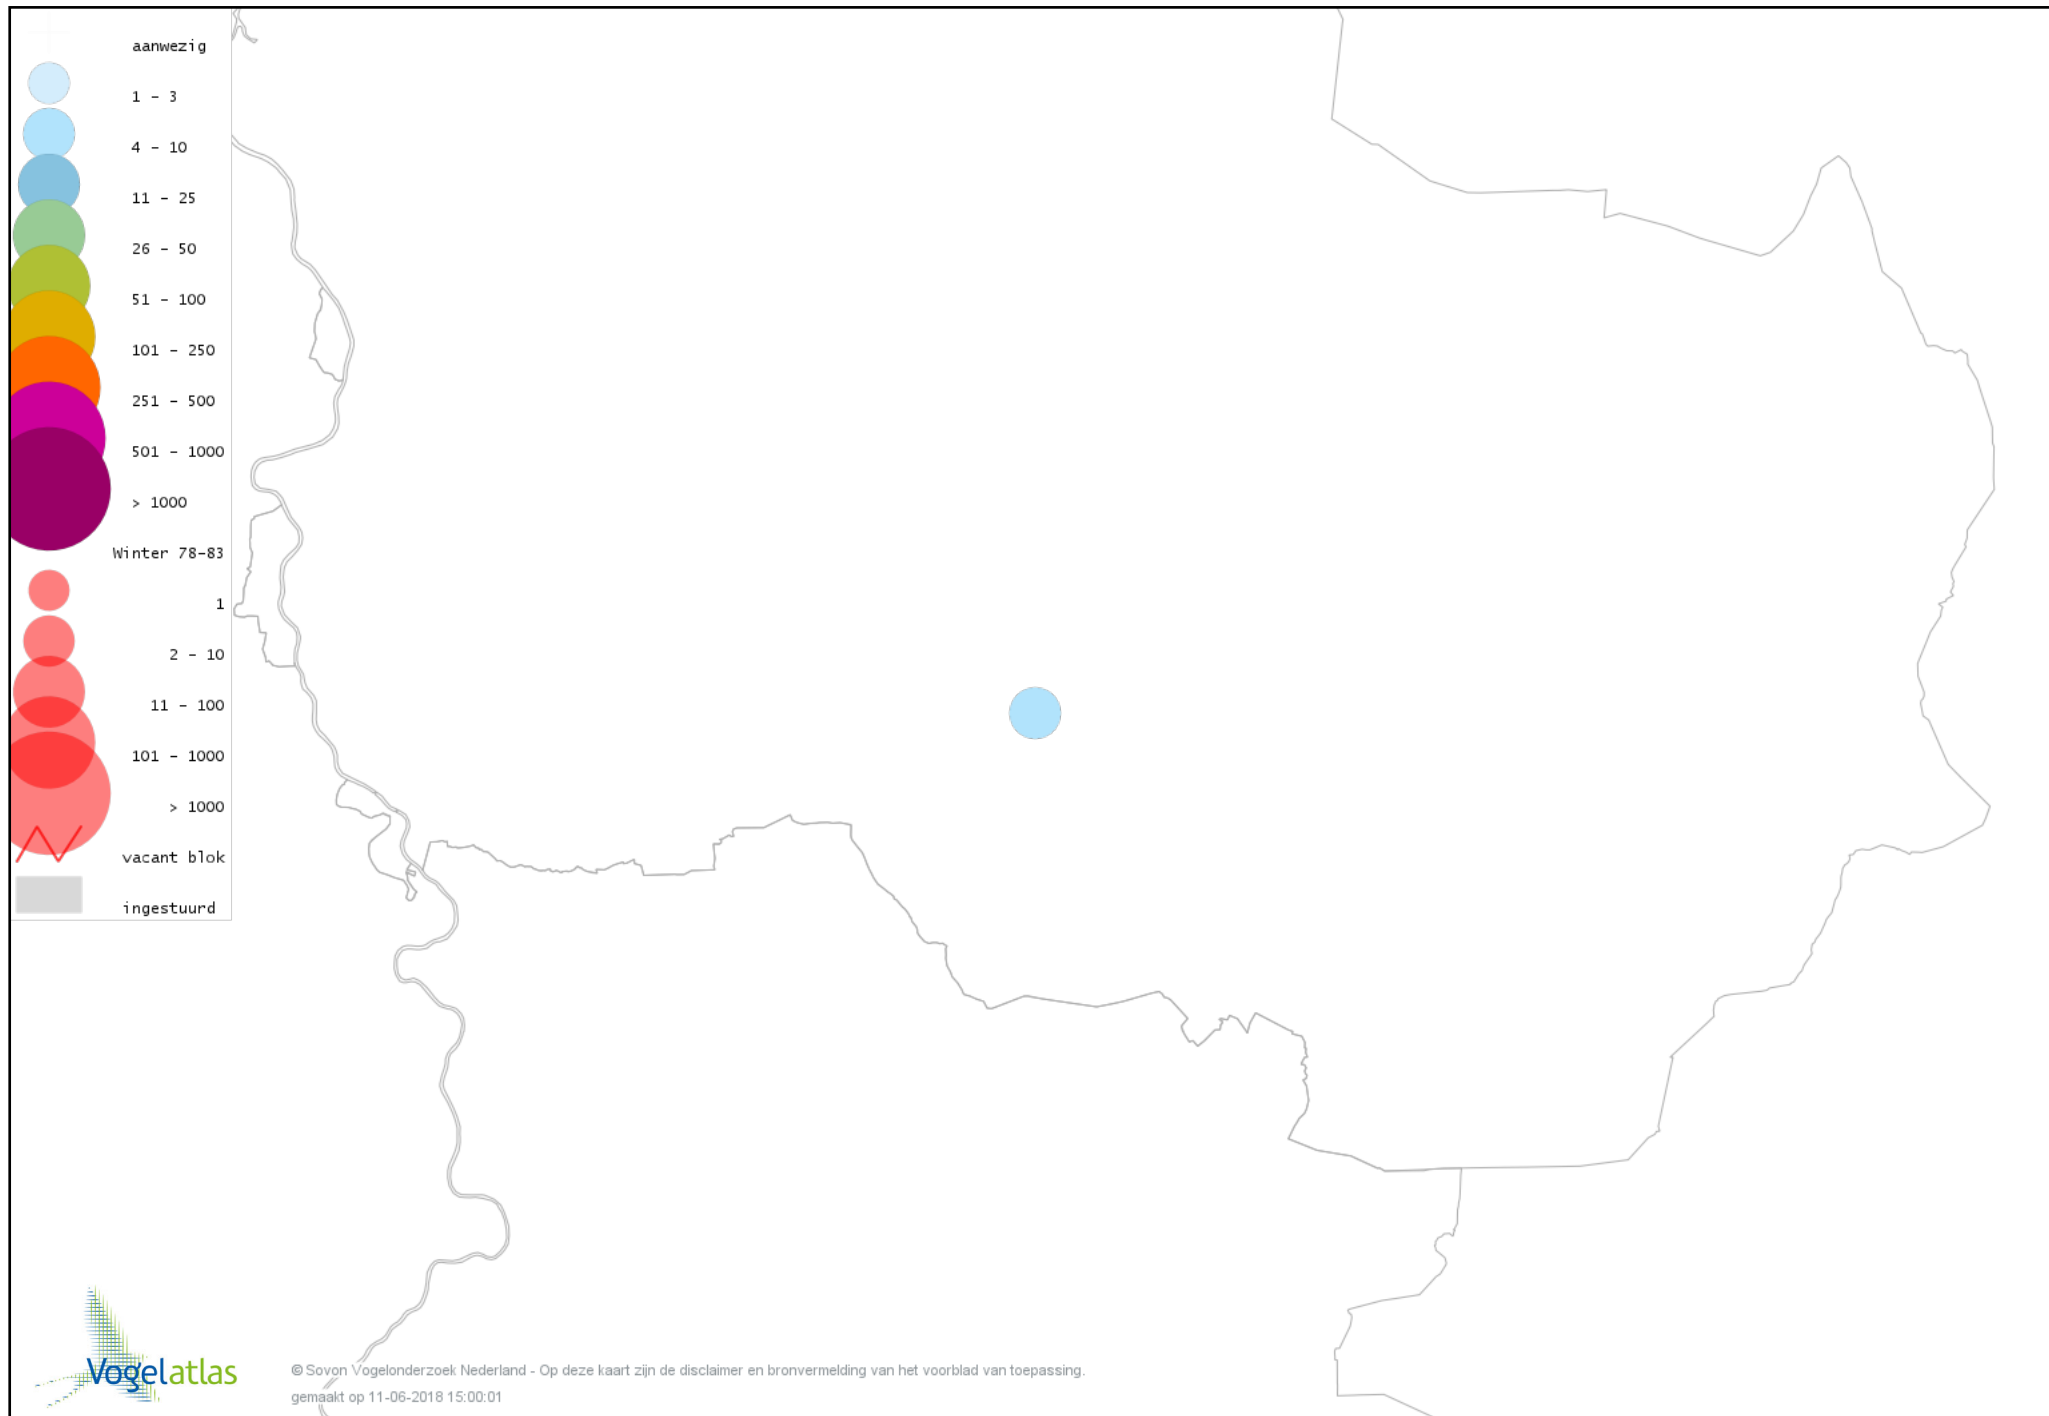 aanwezig
1 - 3
4 - 10
11 - 25
26 - 50
51 - 100
101 - 250
251 - 500
501 - 1000
> 1000
Winter 78-83
1
2 - 10
11 - 100
101 - 1000
> 1000
vacant blok
ingestuurd
Vogelatlas
© Sovon Vogelonderzoek Nederland - Op deze kaart zijn de disclaimer en bronvermelding van het voorblad van toepassing.
gemaakt op 11-06-2018 15:00:01